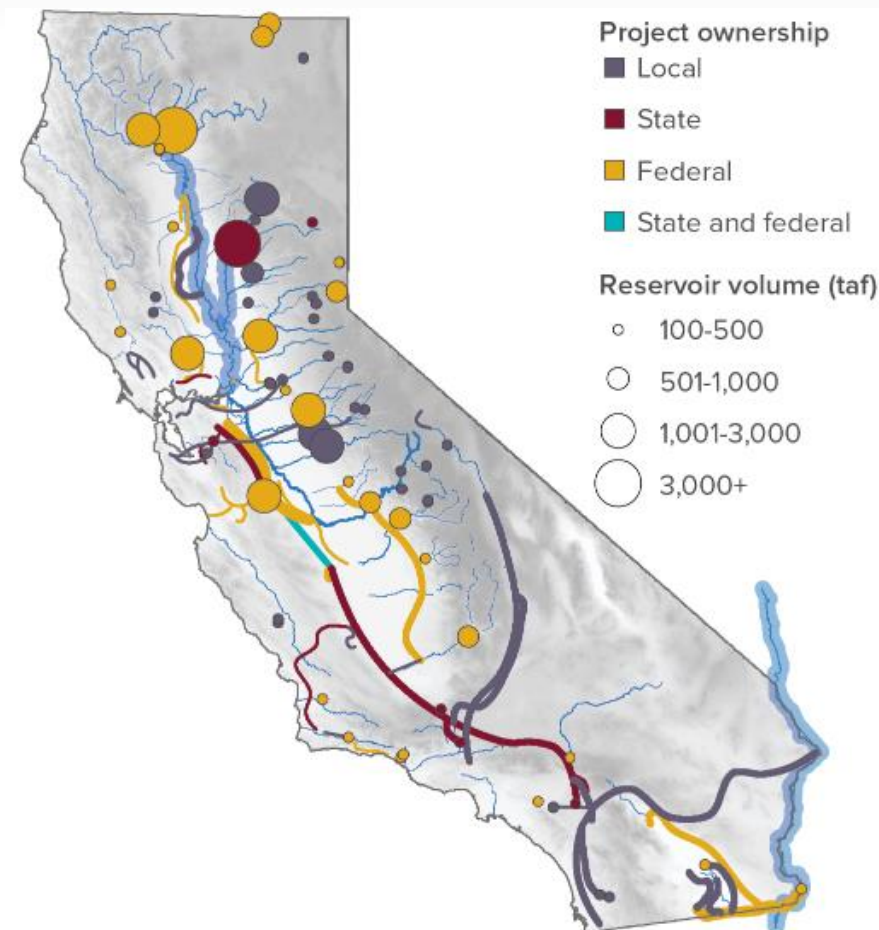 Project ownership
Local
State
Federal
State and federal
Reservoir volume (taf)
100-500
501-1,000
1,001-3,000
3,000+